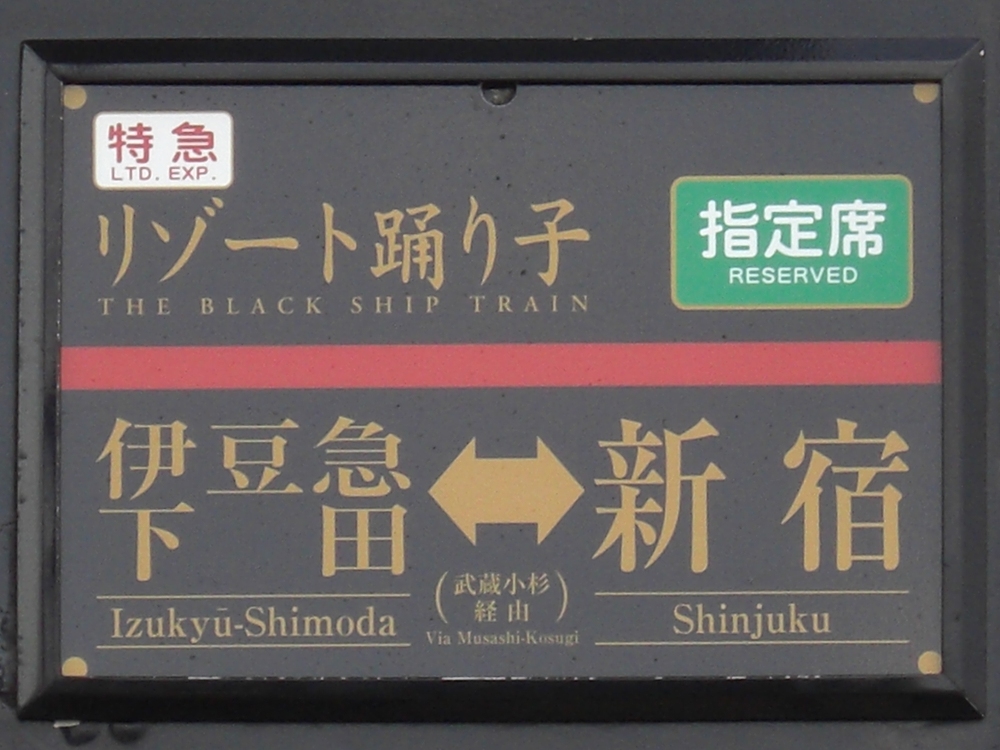 特急
LTD. EXP.
リゾート踊り子
THE BLACK SHIP TRAIN
指定席
RESERVED
伊豆急
下田
Izukyū-Shimoda
(武蔵小杉
経由)
Via Musashi-Kosugi
新宿
Shinjuku